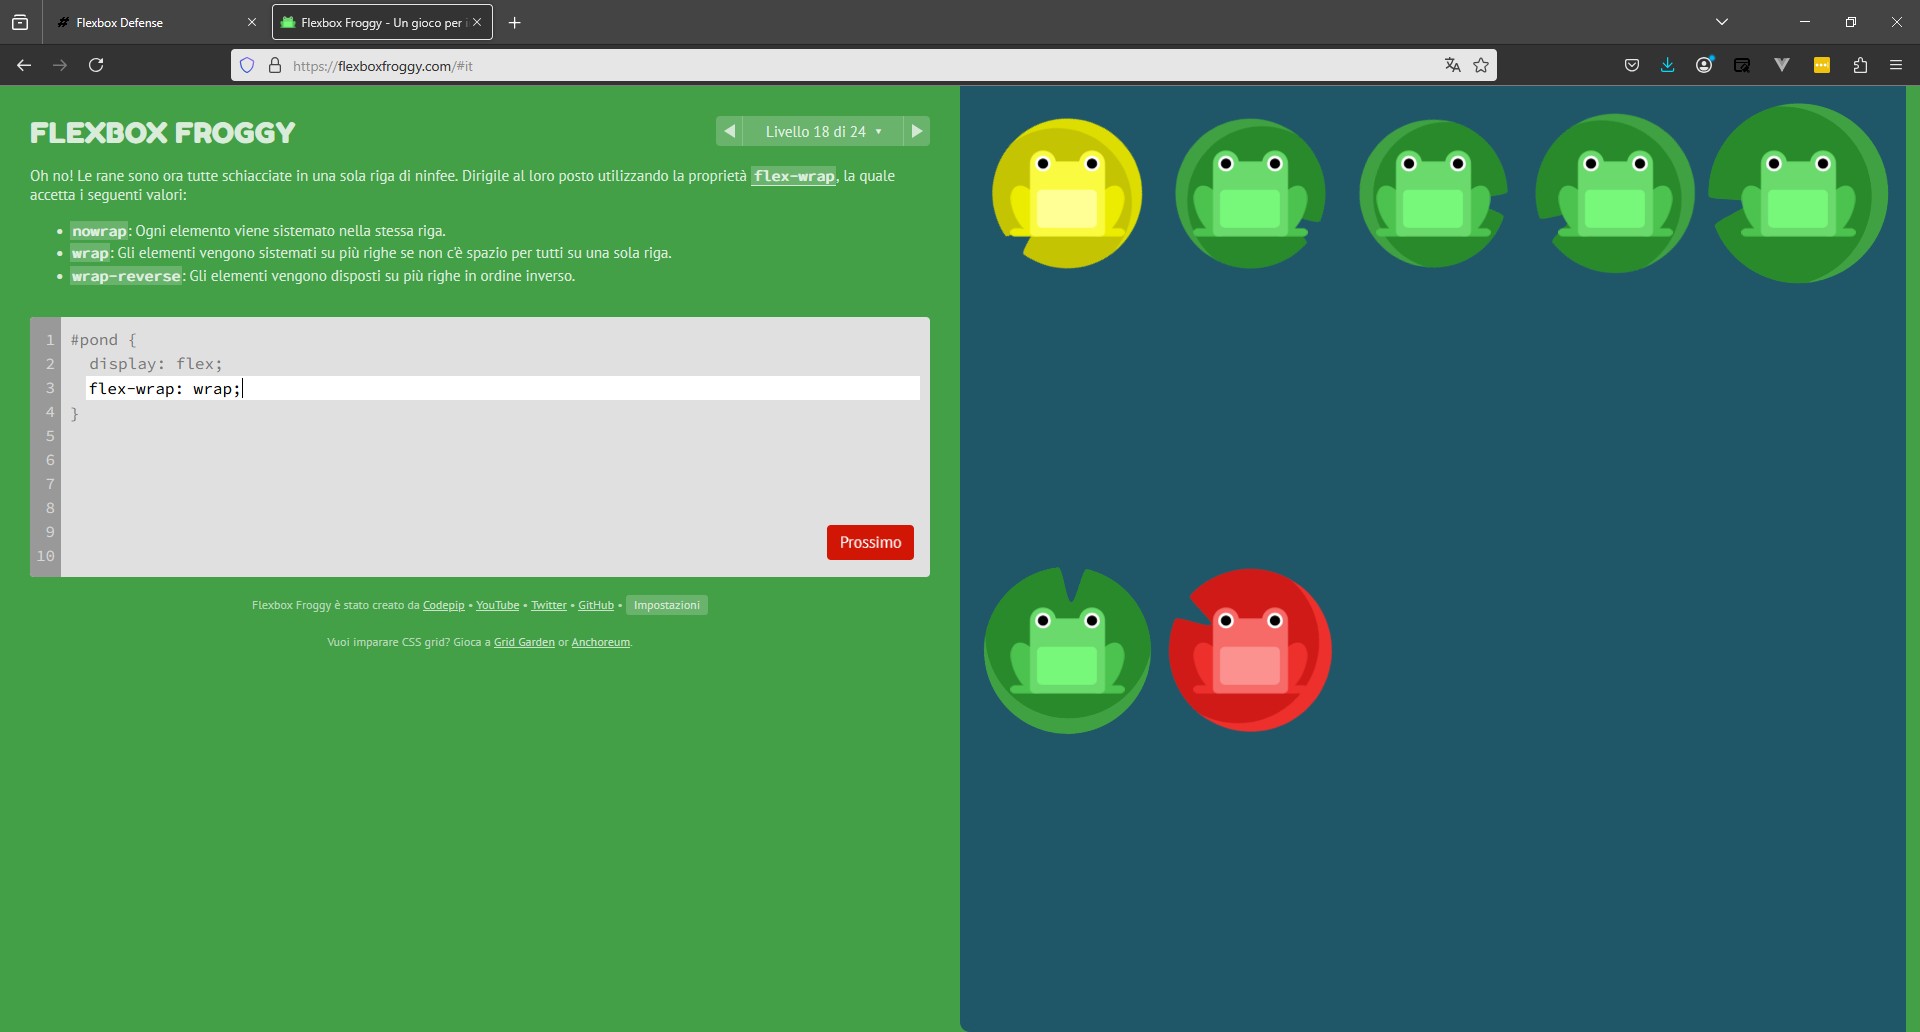 Flexbox Defense
Flexbox Froggy - Un gioco per i
https://flexboxfroggy.com/#it
FLEXBOX FROGGY
Livello 18 di 24
Oh no! Le rane sono ora tutte schiacciate in una sola riga di ninfee. Dirigile al loro posto utilizzando la proprietà flex-wrap, la quale
accetta i seguenti valori:
nowrap: Ogni elemento viene sistemato nella stessa riga.
wrap: Gli elementi vengono sistemati su più righe se non c'è spazio per tutti su una sola riga.
wrap-reverse: Gli elementi vengono disposti su più righe in ordine inverso.
1 #pond {
2 display: flex;
3 flex-wrap: wrap;
4 }
5
6
7
8
9
10
Prossimo
Flexbox Froggy è stato creato da Codepip • YouTube • Twitter • GitHub • Impostazioni
Vuoi imparare CSS grid? Gioca a Grid Garden or Anchoreum.